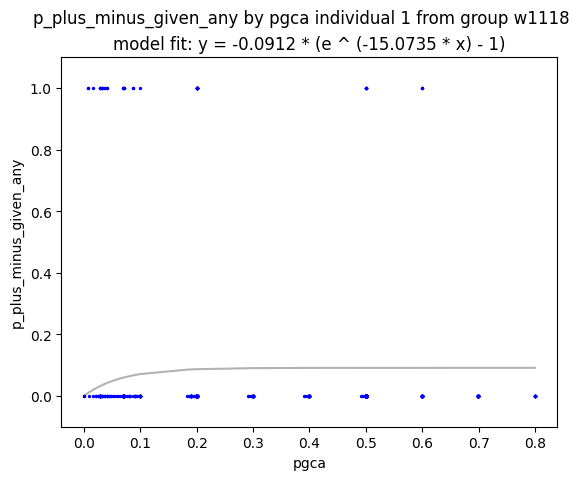 p_plus_minus_given_any by pgca individual 1 from group w1118
model fit: y = -0.0912 * (e ^ (-15.0735 * x) - 1)
1.0
0.8
0.6
0.4
0.2
0.0
p_plus_minus_given_any
0.0 0.1 0.2 0.3 0.4 0.5 0.6 0.7 0.8
pgca